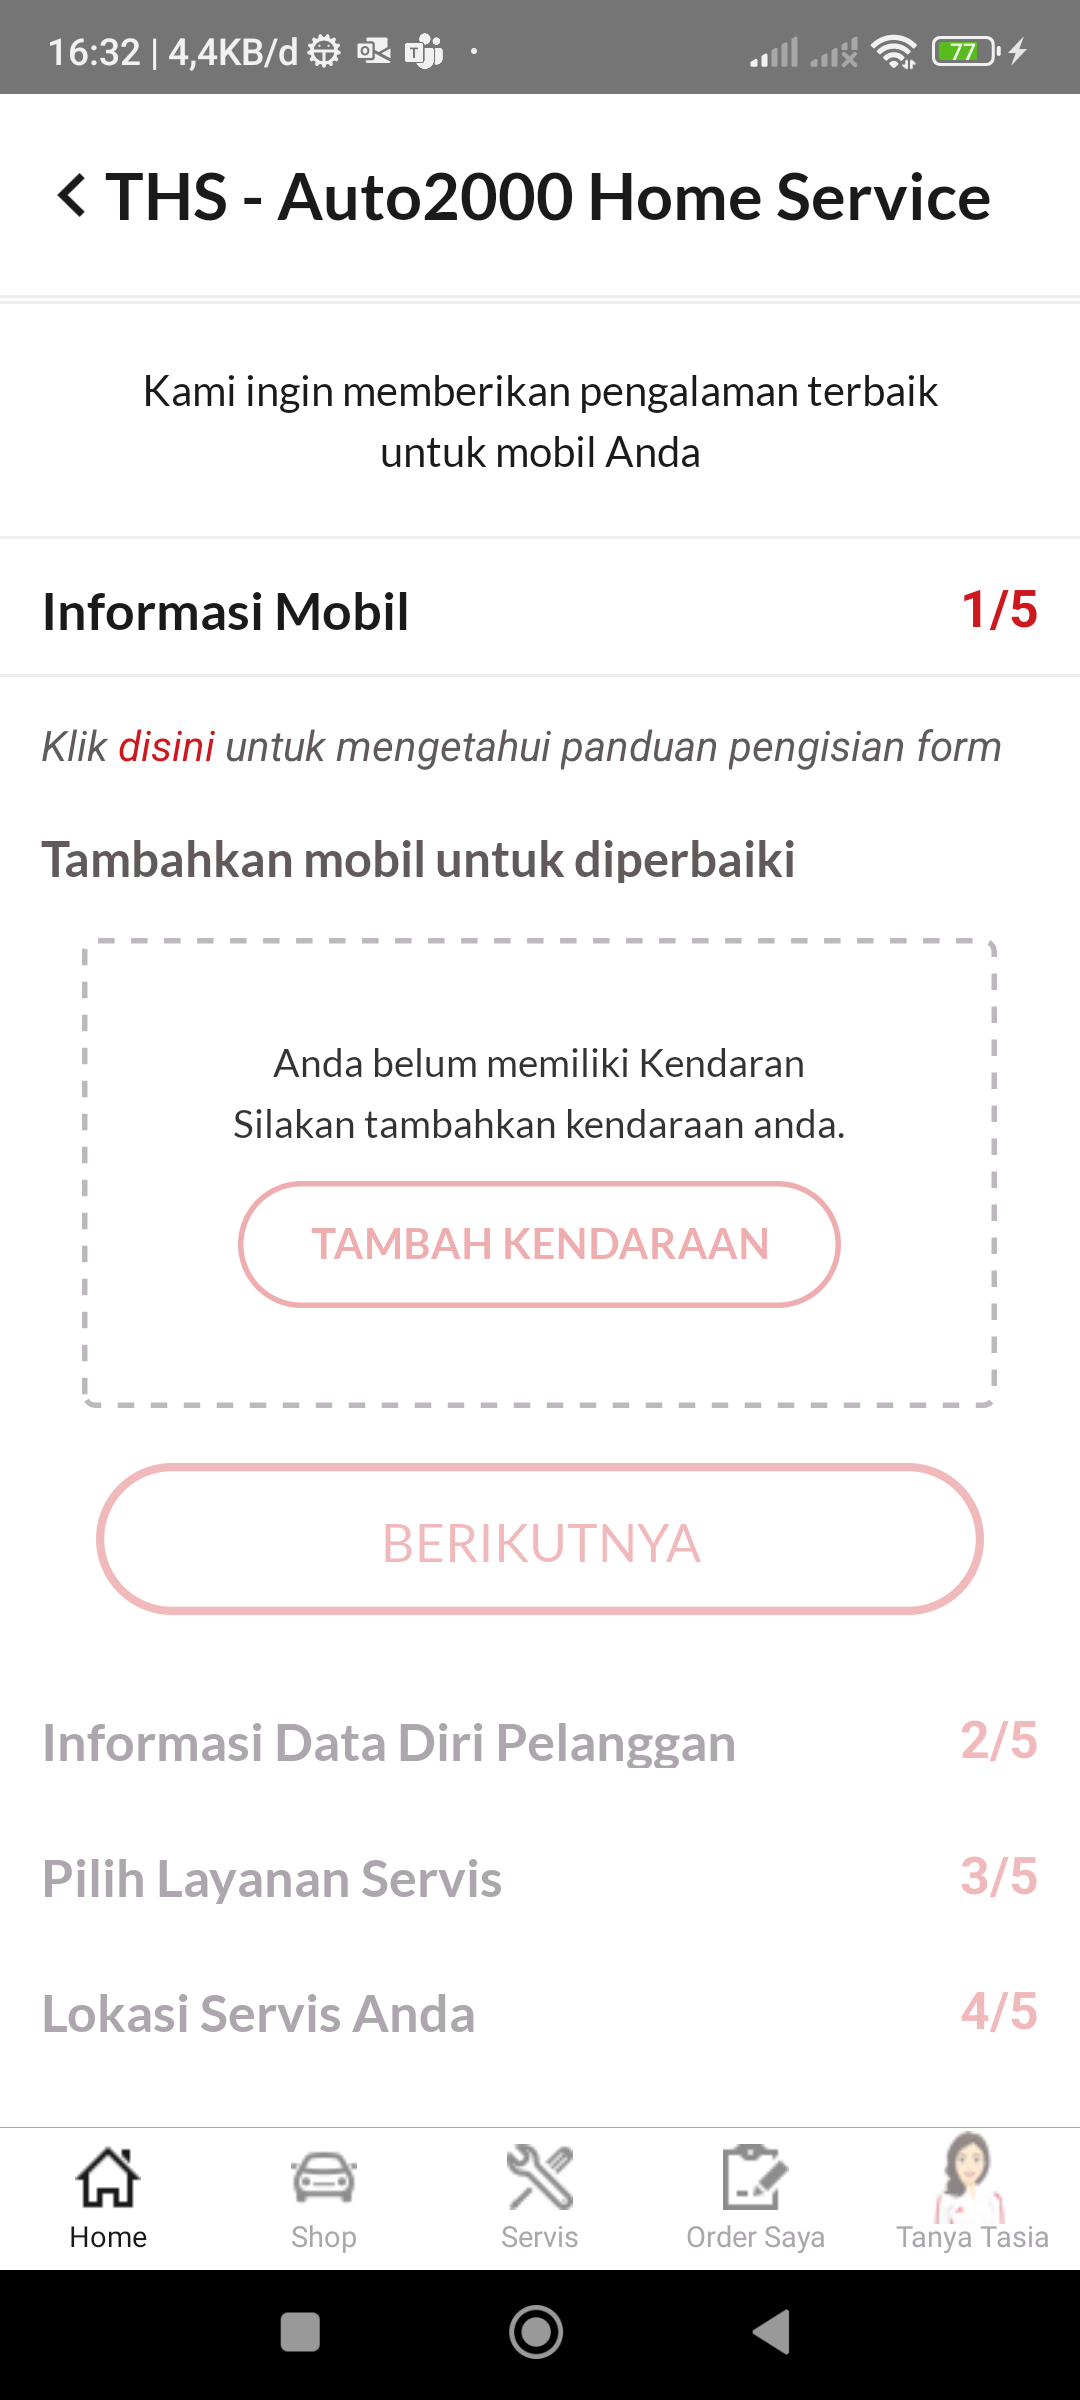 16:32 | 4,4KB/d
77
THS - Auto2000 Home Service
Kami ingin memberikan pengalaman terbaik
untuk mobil Anda
Informasi Mobil 1/5
Klik disini untuk mengetahui panduan pengisian form
Tambahkan mobil untuk diperbaiki
Anda belum memiliki Kendaran
Silakan tambahkan kendaraan anda.
TAMBAH KENDARAAN
BERIKUTNYA
Informasi Data Diri Pelanggan 2/5
Pilih Layanan Servis 3/5
Lokasi Servis Anda 4/5
Home Shop Servis Order Saya Tanya Tasia